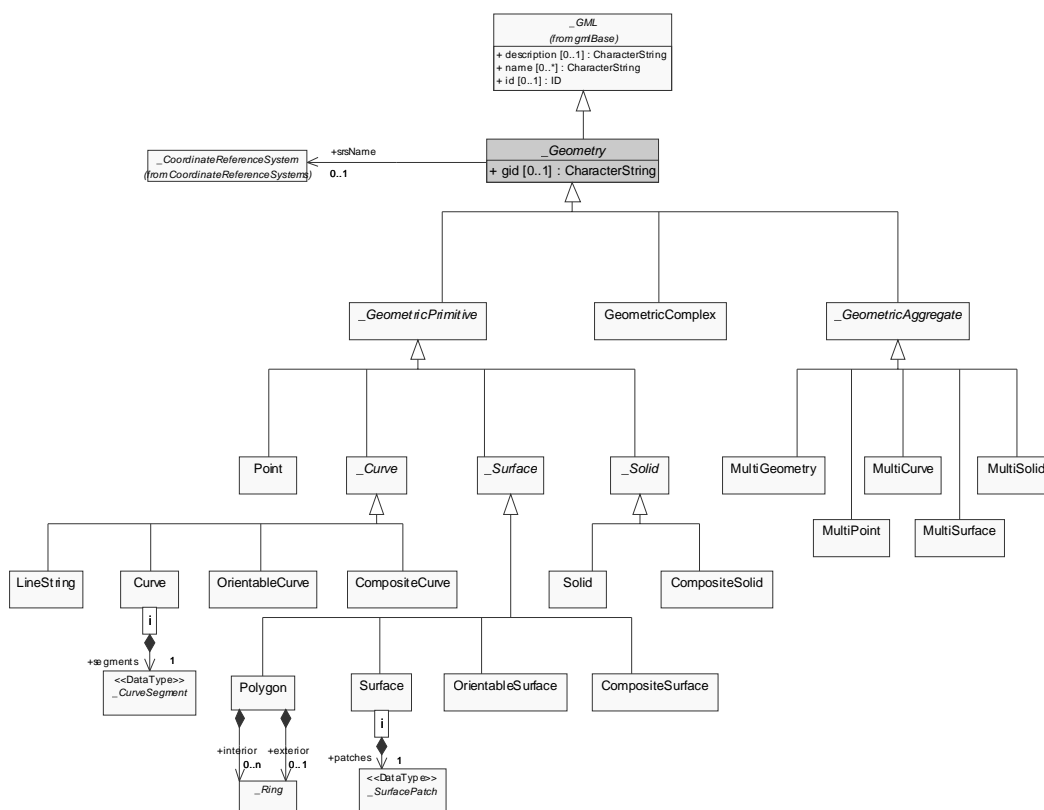 _GML
(from gmlBase)
+ description [0..1] : CharacterString
+ name [0..*] : CharacterString
+ id [0..1] : ID
_CoordinateReferenceSystem
(from CoordinateReferenceSystems)
+srsName
0..1
_Geometry
+ gid [0..1] : CharacterString
_GeometricPrimitive
GeometricComplex
_GeometricAggregate
Point
_Curve
_Surface
_Solid
MultiGeometry
MultiCurve
MultiSolid
MultiPoint
MultiSurface
LineString
Curve
OrientableCurve
CompositeCurve
Solid
CompositeSolid
i
+segments
1
<<DataType>>
_CurveSegment
Polygon
Surface
OrientableSurface
CompositeSurface
i
+interior
0..n
+exterior
0..1
+patches
1
_Ring
<<DataType>>
_SurfacePatch